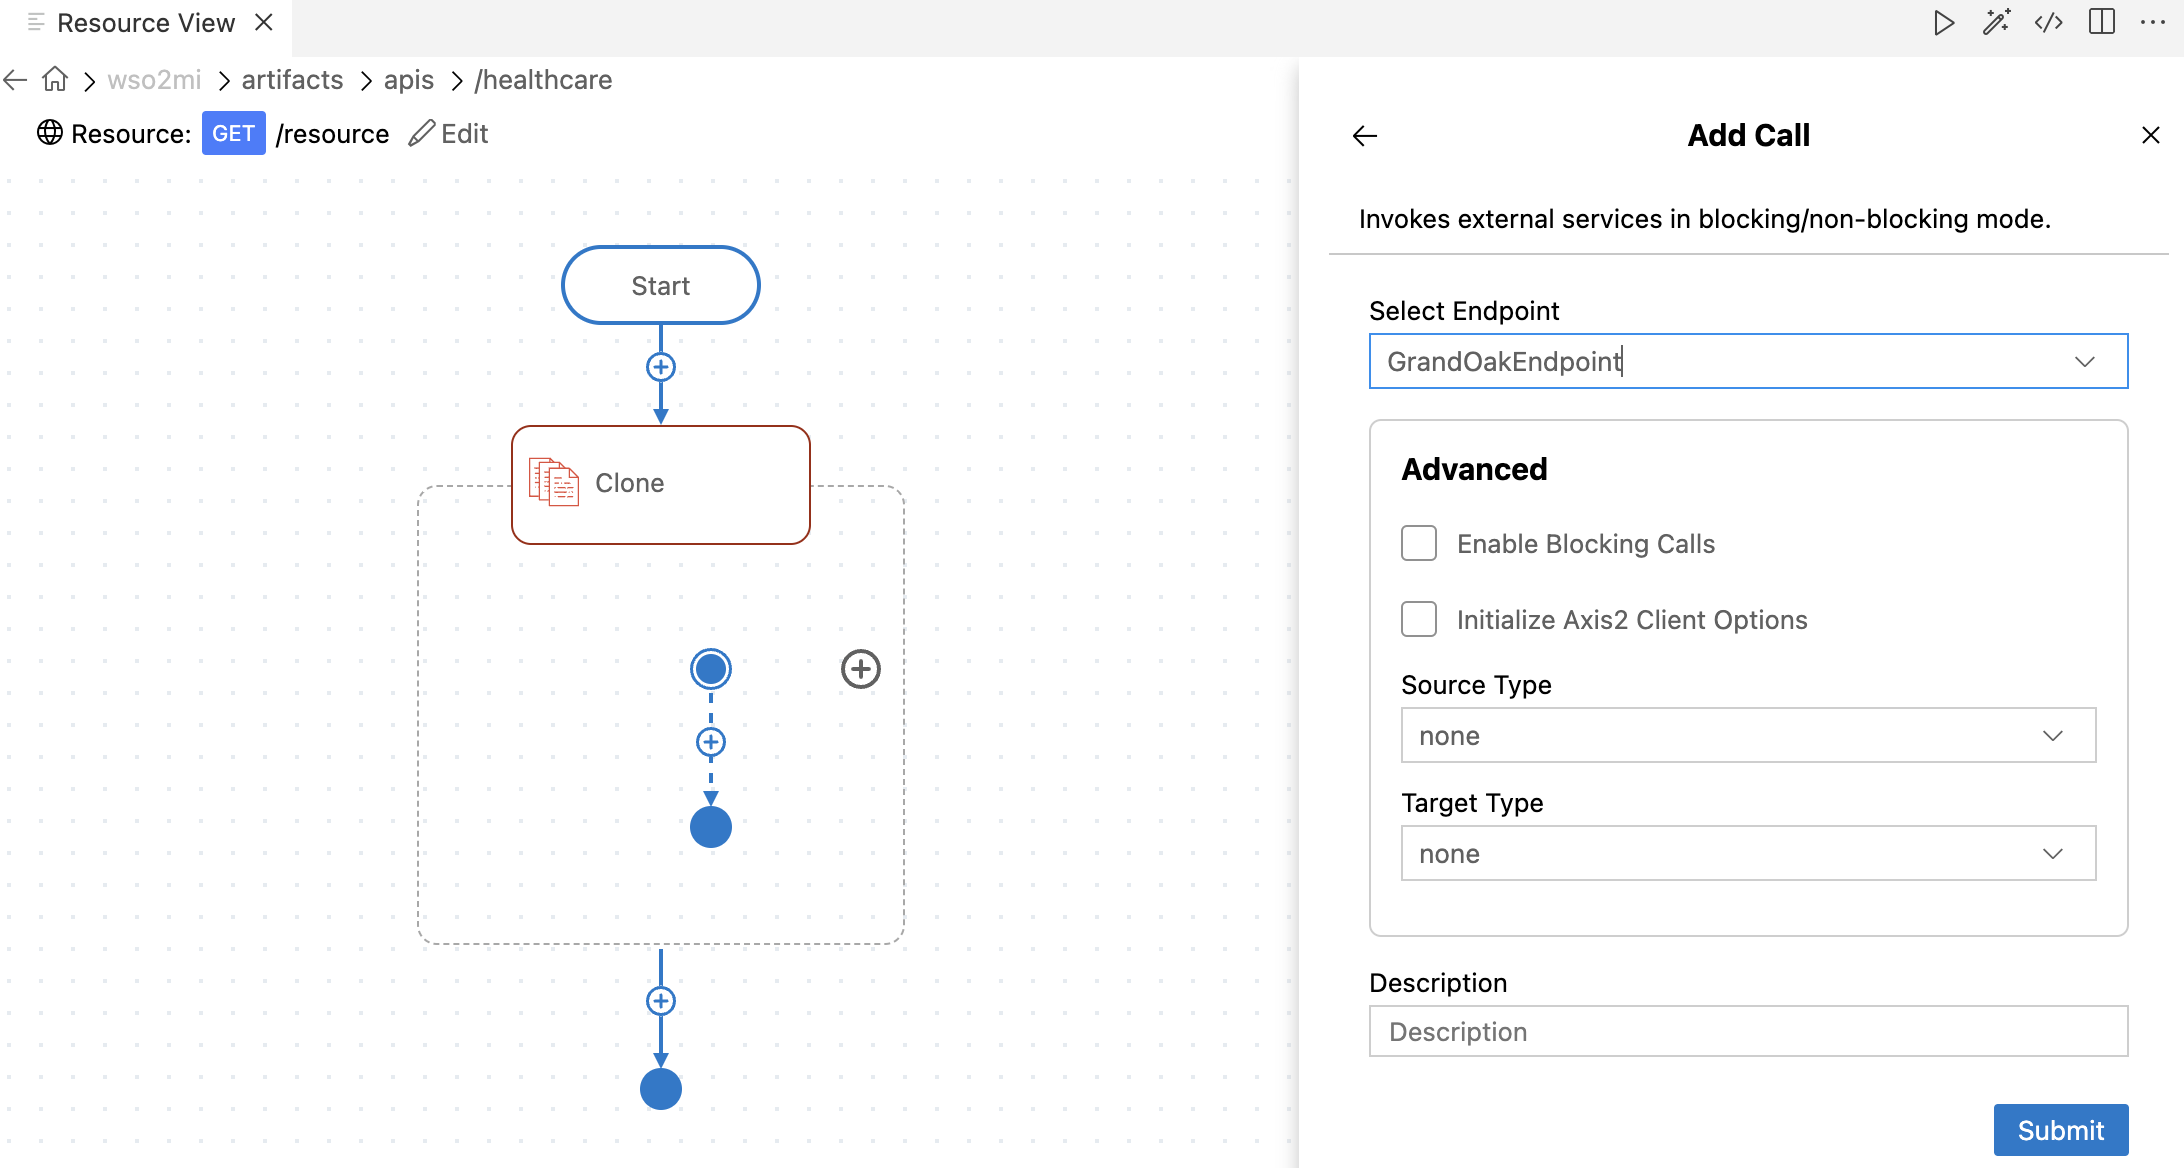 Resource View
wso2mi artifacts apis /healthcare
Resource: GET /resource Edit
Start
Clone
Add Call
Invokes external services in blocking/non-blocking mode.
Select Endpoint
GrandOakEndpoint
Advanced
Enable Blocking Calls
Initialize Axis2 Client Options
Source Type
none
Target Type
none
Description
Description
Submit